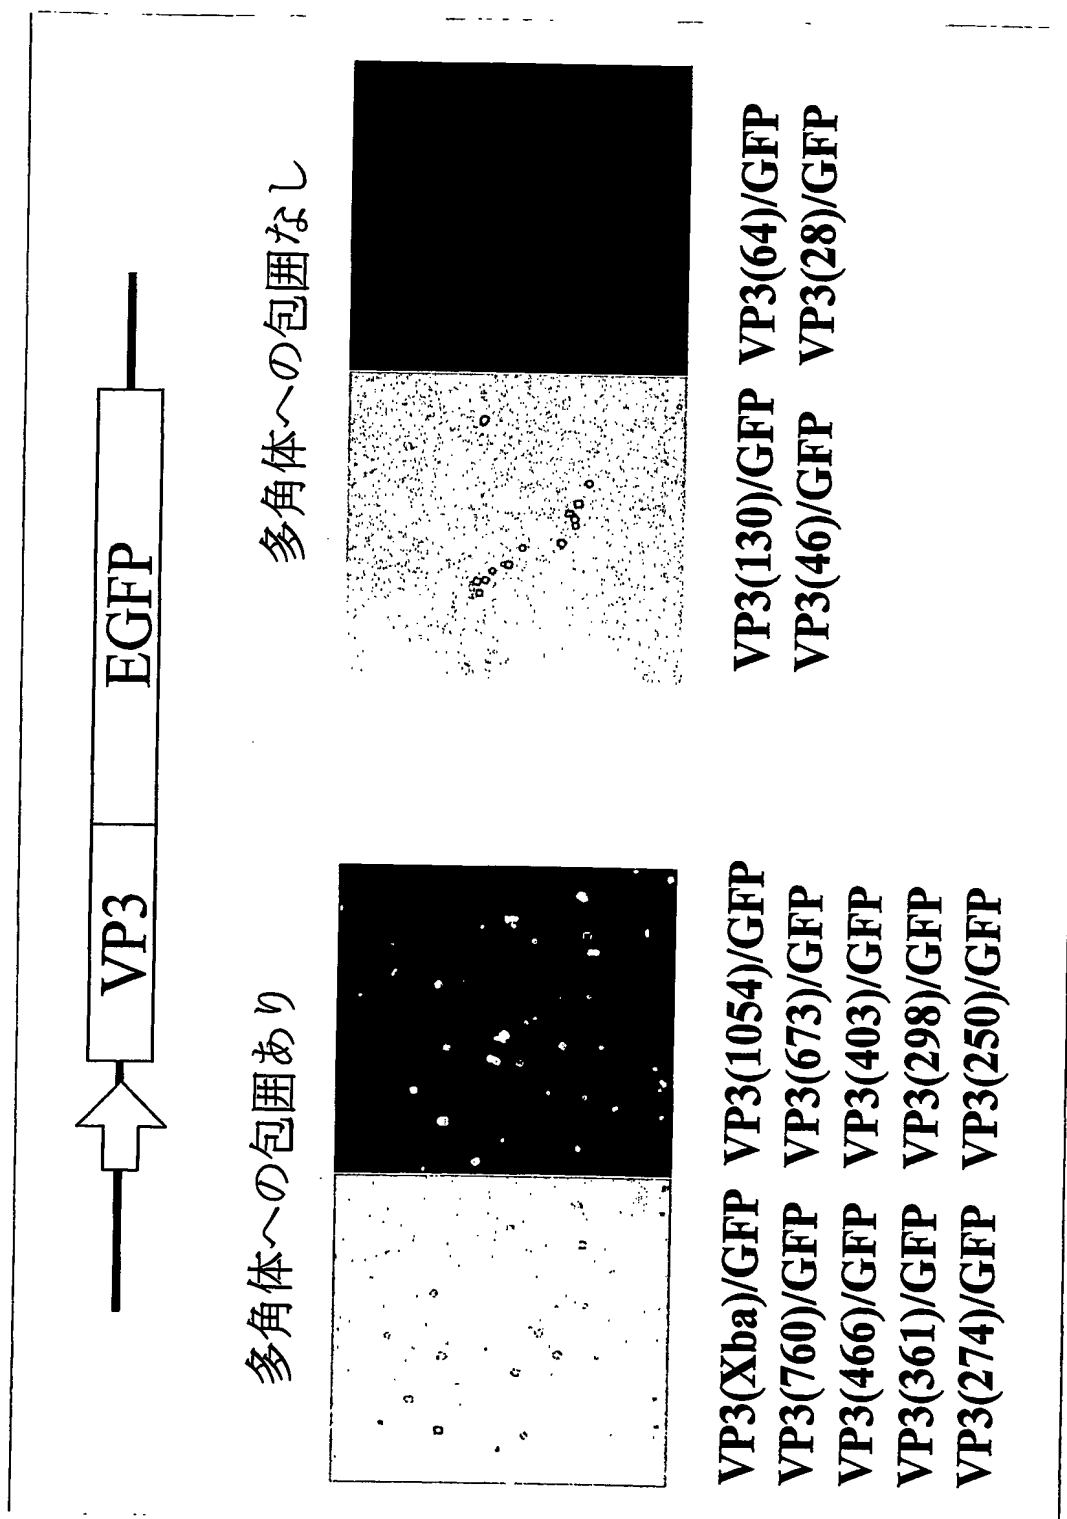 VP3 EGFP
多角体への包囲あり
VP3(Xba)/GFP VP3(1054)/GFP
VP3(760)/GFP VP3(673)/GFP
VP3(466)/GFP VP3(403)/GFP
VP3(361)/GFP VP3(298)/GFP
VP3(274)/GFP VP3(250)/GFP
多角体への包囲なし
VP3(130)/GFP VP3(64)/GFP
VP3(46)/GFP VP3(28)/GFP